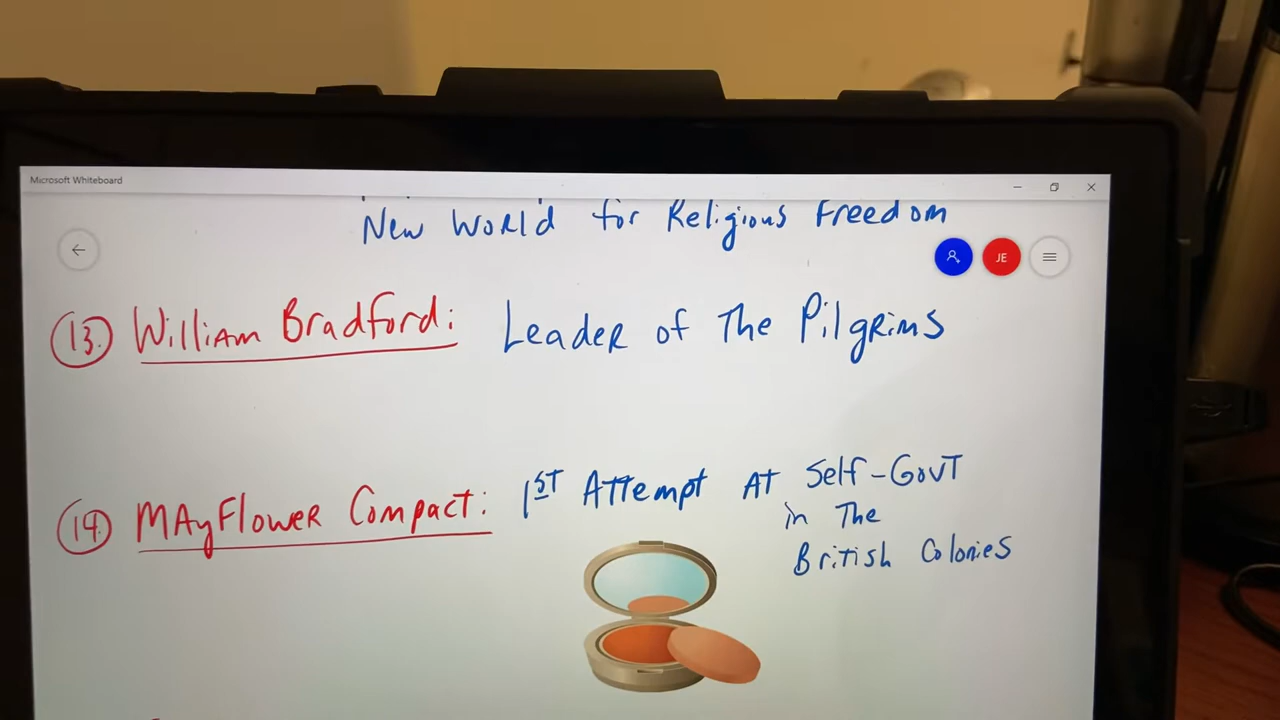 Microsoft Whiteboard
New World for Religious Freedom
JE
13. William Bradford: Leader of The Pilgrims
14. Mayflower Compact: 1st Attempt At Self-Govt
in The
British Colonies